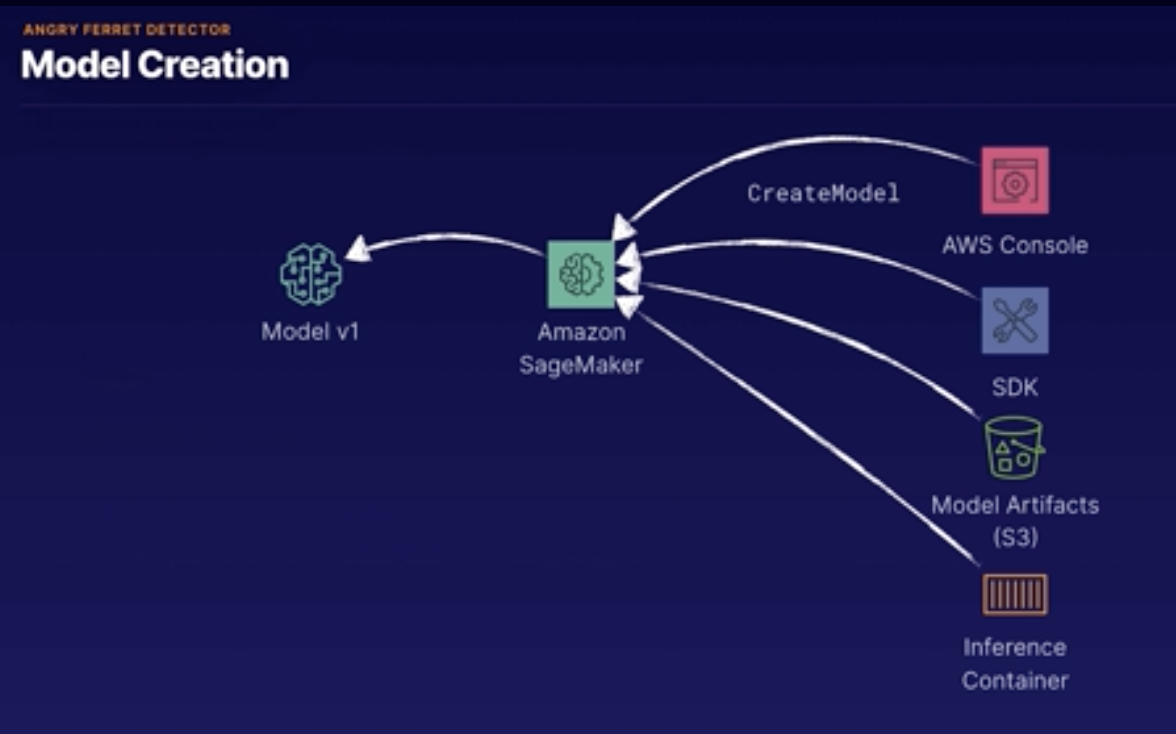 ANGRY FERRET DETECTOR
Model Creation
CreateModel
AWS Console
Model v1
Amazon
SageMaker
SDK
Model Artifacts
(S3)
Inference
Container